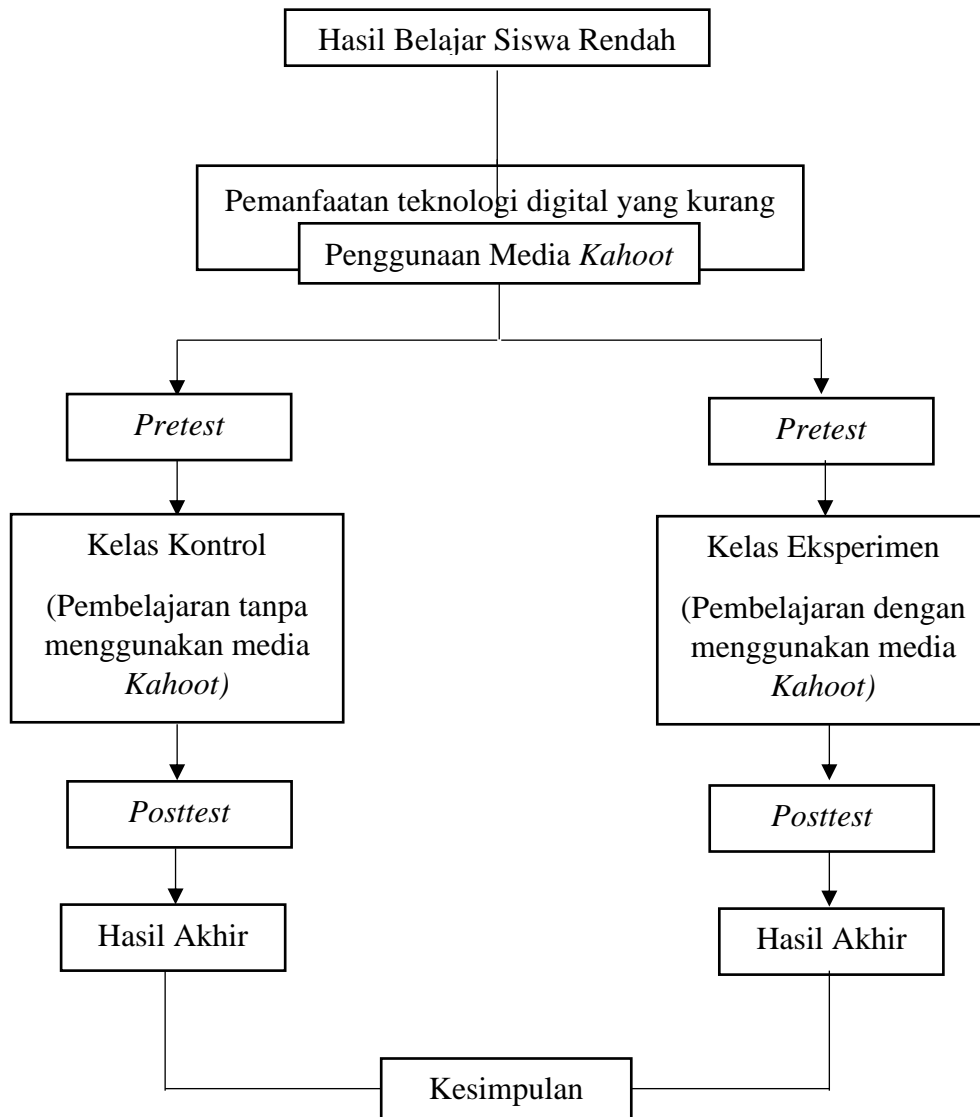 Hasil Belajar Siswa Rendah
Pemanfaatan teknologi digital yang kurang
Penggunaan Media Kahoot
Pretest
Pretest
Kelas Kontrol
(Pembelajaran tanpa
menggunakan media
Kahoot)
Kelas Eksperimen
(Pembelajaran dengan
menggunakan media
Kahoot)
Posttest
Posttest
Hasil Akhir
Hasil Akhir
Kesimpulan